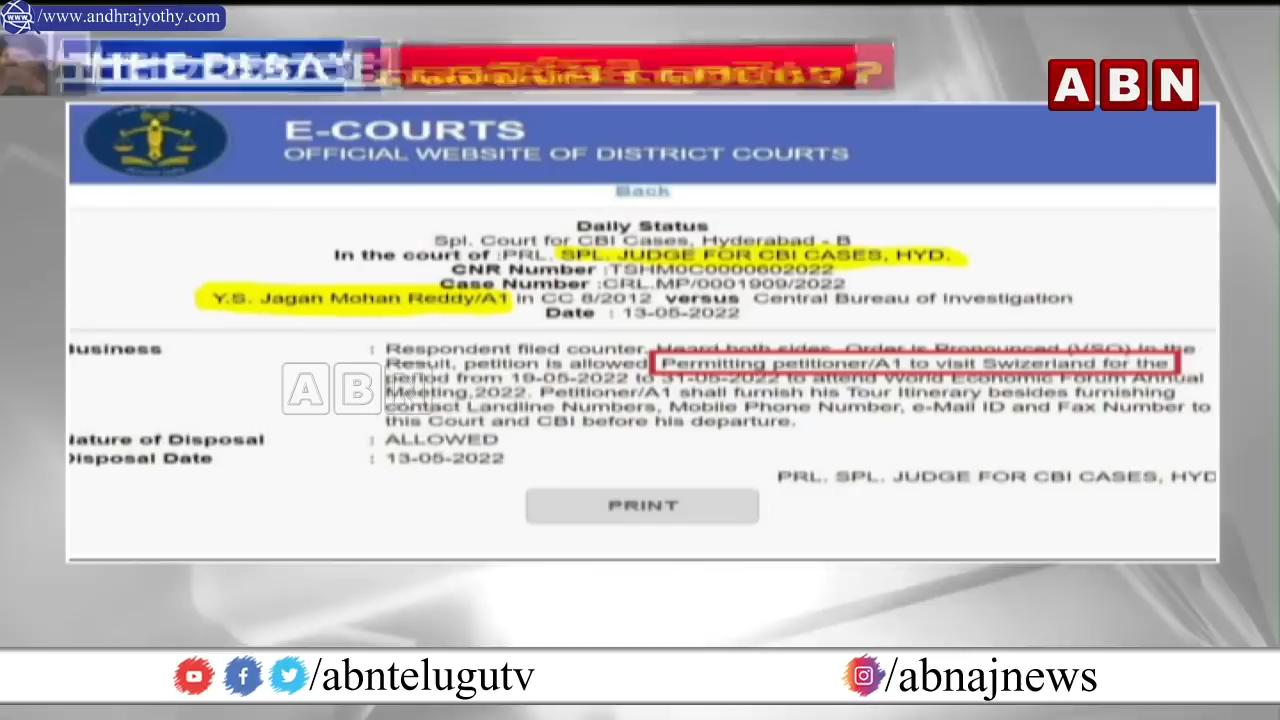 /www.andhrajyothy.com
THE DEBATE
ABN
E-COURTS
OFFICIAL WEBSITE OF DISTRICT COURTS
Back
Daily Status
Spl. Court for CBI Cases, Hyderabad - B
In the court of :PRL. SPL. JUDGE FOR CBI CASES, HYD.
CNR Number :TSHM0C0000602022
Case Number :CRL.MP/0001909/2022
Y.S. Jagan Mohan Reddy/A1 in CC 8/2012 versus Central Bureau of Investigation
Date : 13-05-2022
Business : Respondent filed counter. Heard both sides. Order is Pronounced (VSO) In the
Result, petition is allowed Permitting petitioner/A1 to visit Swizerland for the
period from 19-05-2022 to 31-05-2022 to attend World Economic Forum Annual
Meeting,2022. Petitioner/A1 shall furnish his Tour Itinerary besides furnishing
contact Landline Numbers, Mobile Phone Number, e-Mail ID and Fax Number to
this Court and CBI before his departure.
Nature of Disposal : ALLOWED
Disposal Date : 13-05-2022
PRL. SPL. JUDGE FOR CBI CASES, HYD
PRINT
ABN
/abntelugutv
/abnajnews